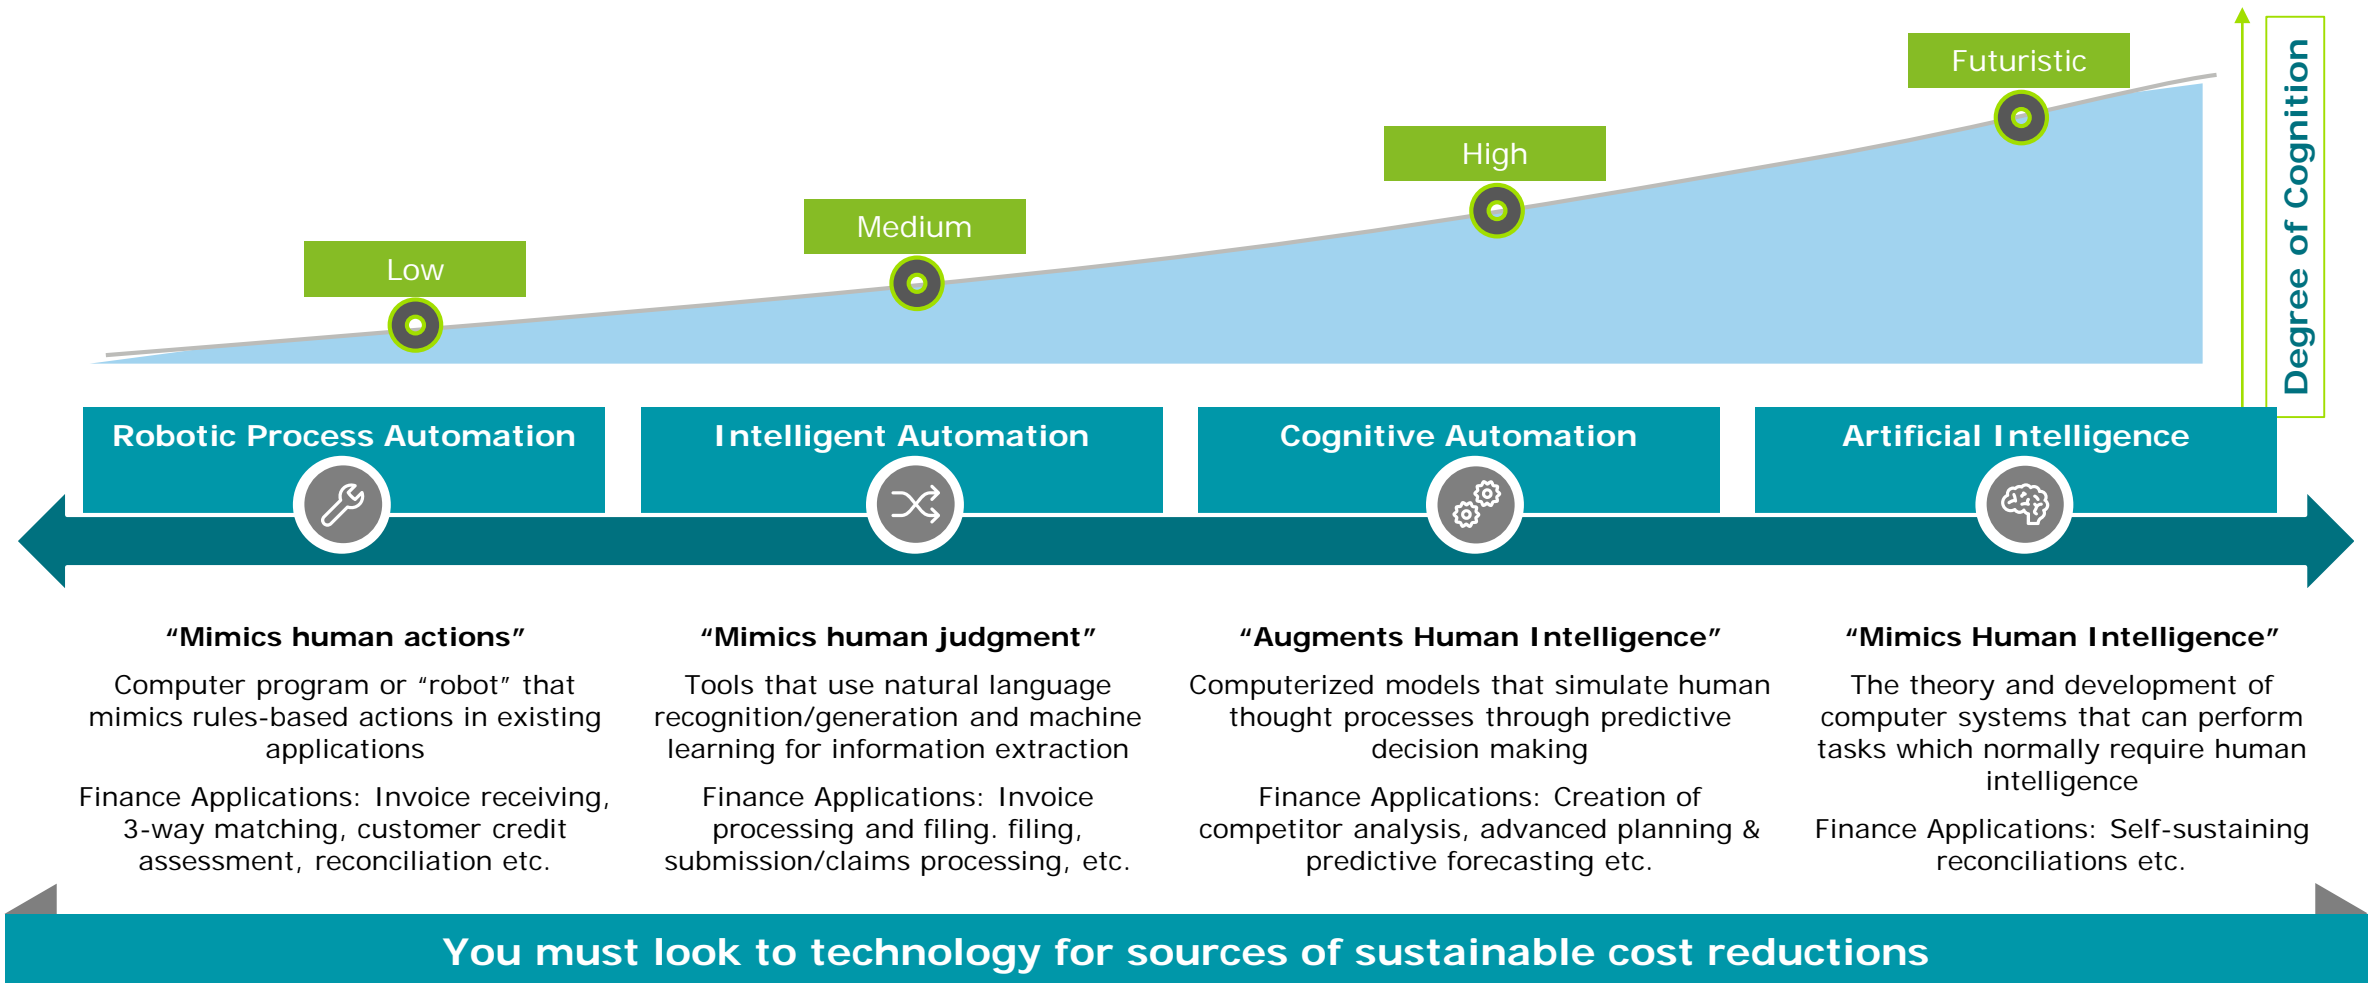 Futuristic
High
Medium
Low
Degree of Cognition
Robotic Process Automation
Intelligent Automation
Cognitive Automation
Artificial Intelligence
“Mimics human actions”
Computer program or “robot” that
mimics rules-based actions in existing
applications
Finance Applications: Invoice receiving,
3-way matching, customer credit
assessment, reconciliation etc.
“Mimics human judgment”
Tools that use natural language
recognition/generation and machine
learning for information extraction
Finance Applications: Invoice
processing and filing. filing,
submission/claims processing, etc.
“Augments Human Intelligence”
Computerized models that simulate human
thought processes through predictive
decision making
Finance Applications: Creation of
competitor analysis, advanced planning &
predictive forecasting etc.
“Mimics Human Intelligence”
The theory and development of
computer systems that can perform
tasks which normally require human
intelligence
Finance Applications: Self-sustaining
reconciliations etc.
You must look to technology for sources of sustainable cost reductions